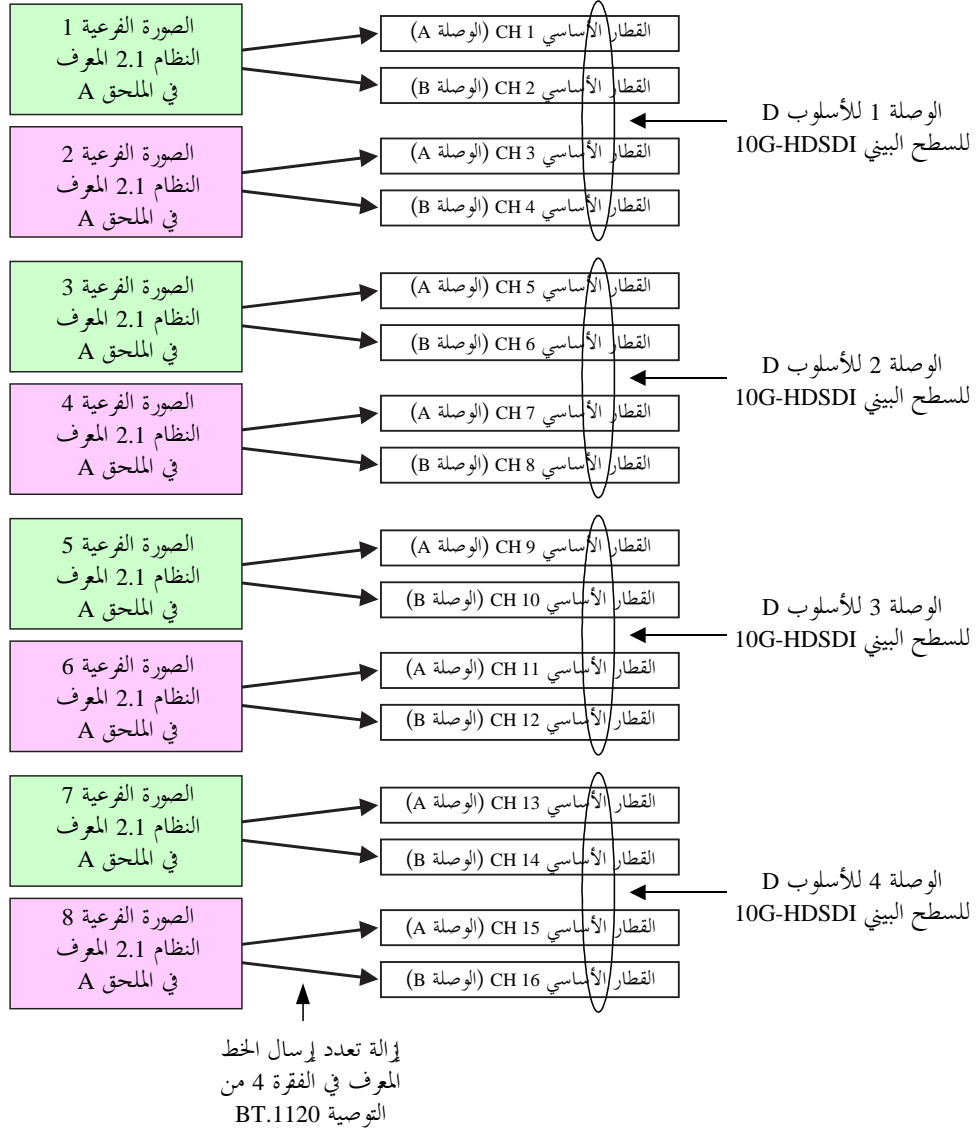 الصورة الفرعية 1
النظام 2.1 المعرف
في الملحق A
القطار الأساسي CH 1 (الوصلة A)
القطار الأساسي CH 2 (الوصلة B)
الصورة الفرعية 2
النظام 2.1 المعرف
في الملحق A
القطار الأساسي CH 3 (الوصلة A)
القطار الأساسي CH 4 (الوصلة B)
الوصلة 1 للأسلوب D
للسطح البيني 10G-HDSDI
الصورة الفرعية 3
النظام 2.1 المعرف
في الملحق A
القطار الأساسي CH 5 (الوصلة A)
القطار الأساسي CH 6 (الوصلة B)
الصورة الفرعية 4
النظام 2.1 المعرف
في الملحق A
القطار الأساسي CH 7 (الوصلة A)
القطار الأساسي CH 8 (الوصلة B)
الوصلة 2 للأسلوب D
للسطح البيني 10G-HDSDI
الصورة الفرعية 5
النظام 2.1 المعرف
في الملحق A
القطار الأساسي CH 9 (الوصلة A)
القطار الأساسي CH 10 (الوصلة B)
الصورة الفرعية 6
النظام 2.1 المعرف
في الملحق A
القطار الأساسي CH 11 (الوصلة A)
القطار الأساسي CH 12 (الوصلة B)
الوصلة 3 للأسلوب D
للسطح البيني 10G-HDSDI
الصورة الفرعية 7
النظام 2.1 المعرف
في الملحق A
القطار الأساسي CH 13 (الوصلة A)
القطار الأساسي CH 14 (الوصلة B)
الصورة الفرعية 8
النظام 2.1 المعرف
في الملحق A
القطار الأساسي CH 15 (الوصلة A)
القطار الأساسي CH 16 (الوصلة B)
الوصلة 4 للأسلوب D
للسطح البيني 10G-HDSDI
إزالة تعدد إرسال الخط
المعرف في الفقرة 4 من
التوصية BT.1120